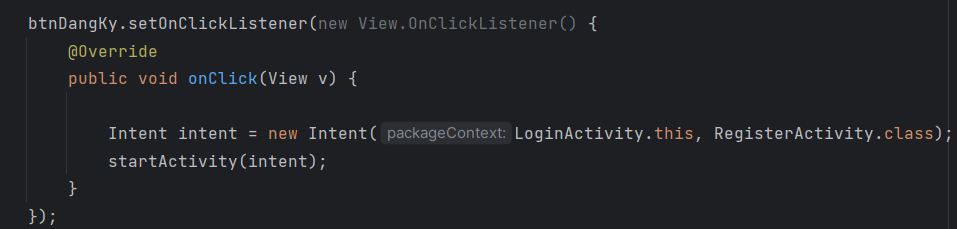 btnDangKy.setOnClickListener(new View.OnClickListener() {
@Override
public void onClick(View v) {
Intent intent = new Intent( packageContext: LoginActivity.this, RegisterActivity.class);
startActivity(intent);
}
});